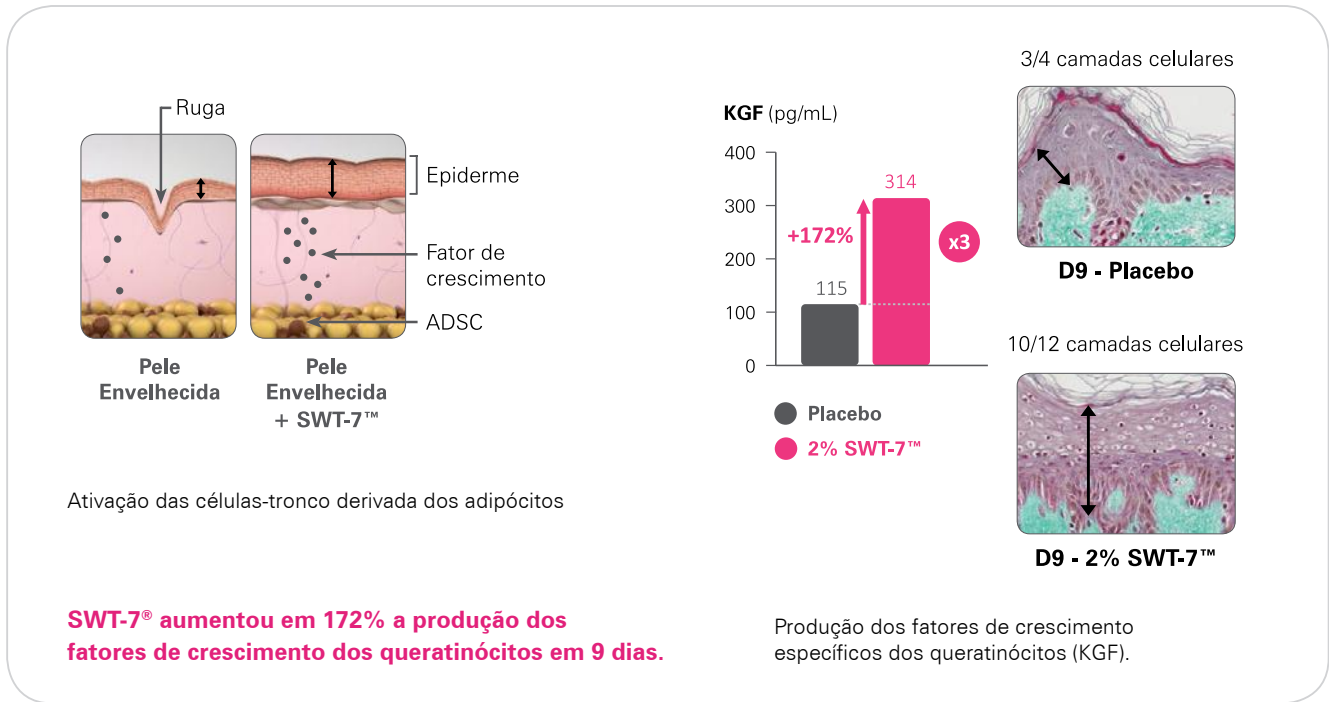 Ruga
Epiderme
Fator de
crescimento
ADSC
Pele
Envelhecida
Pele
Envelhecida
+ SWT-7™
Ativação das células-tronco derivada dos adipócitos
SWT-7® aumentou em 172% a produção dos
fatores de crescimento dos queratinócitos em 9 dias.
KGF (pg/mL)
400
300
200
100
0
+172%
115
314
x3
Placebo
2% SWT-7™
3/4 camadas celulares
D9 - Placebo
10/12 camadas celulares
D9 - 2% SWT-7™
Produção dos fatores de crescimento
específicos dos queratinócitos (KGF).